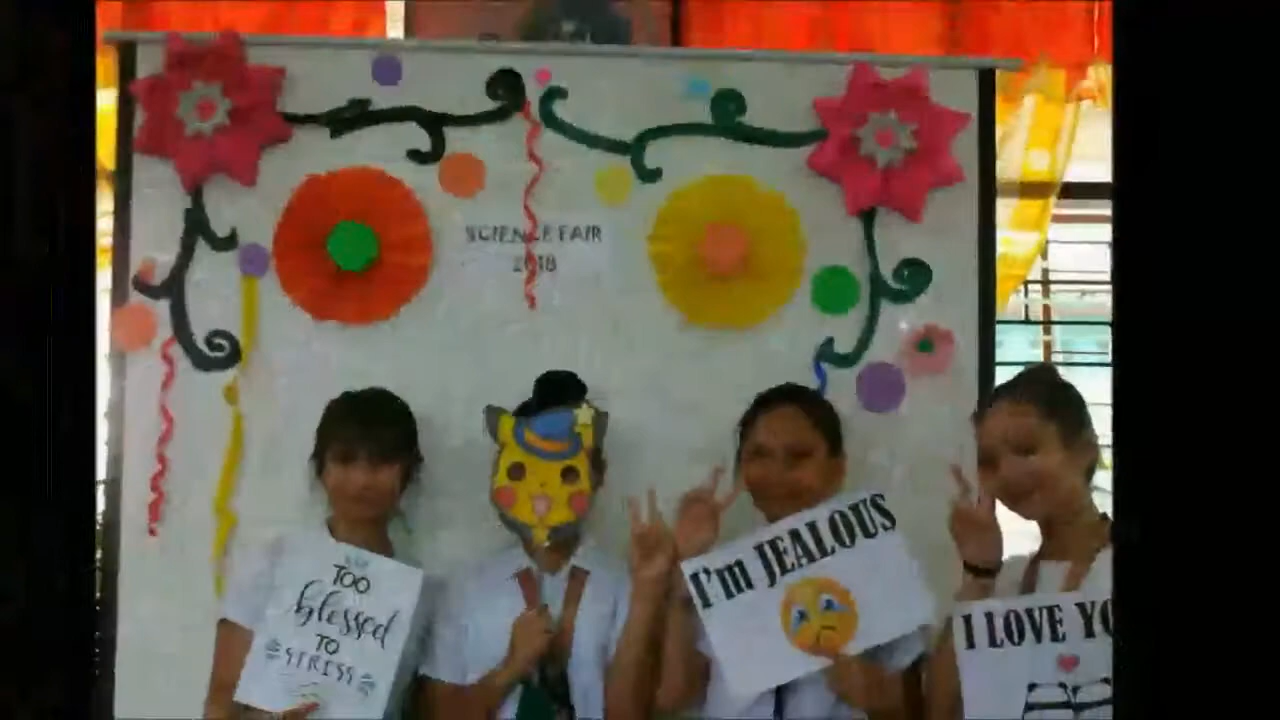 SCIENCE FAIR
2018
TOO
blessed
TO
STRESS
I'm JEALOUS
I LOVE YO